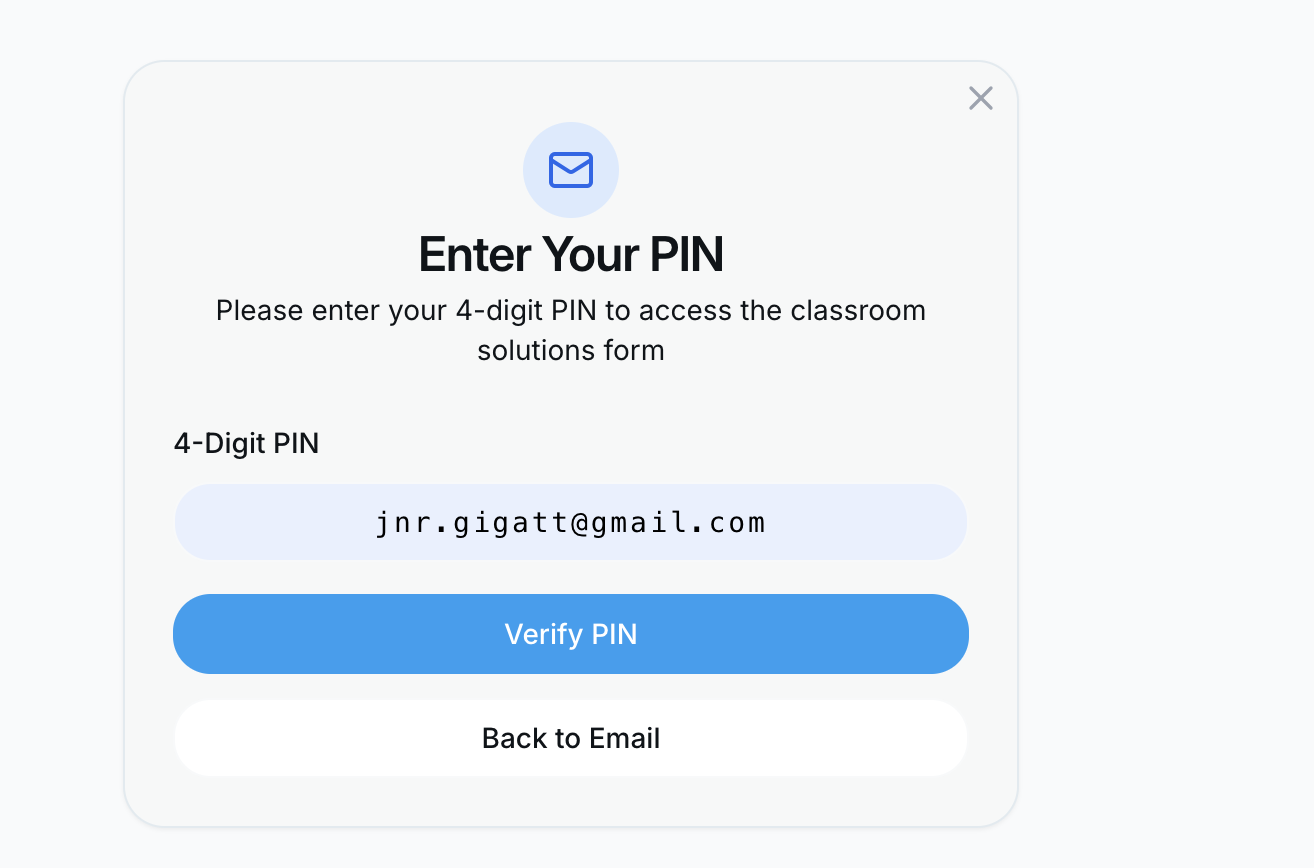 Enter Your PIN
Please enter your 4-digit PIN to access the classroom
solutions form
4-Digit PIN
jnr.gigatt@gmail.com
Verify PIN
Back to Email